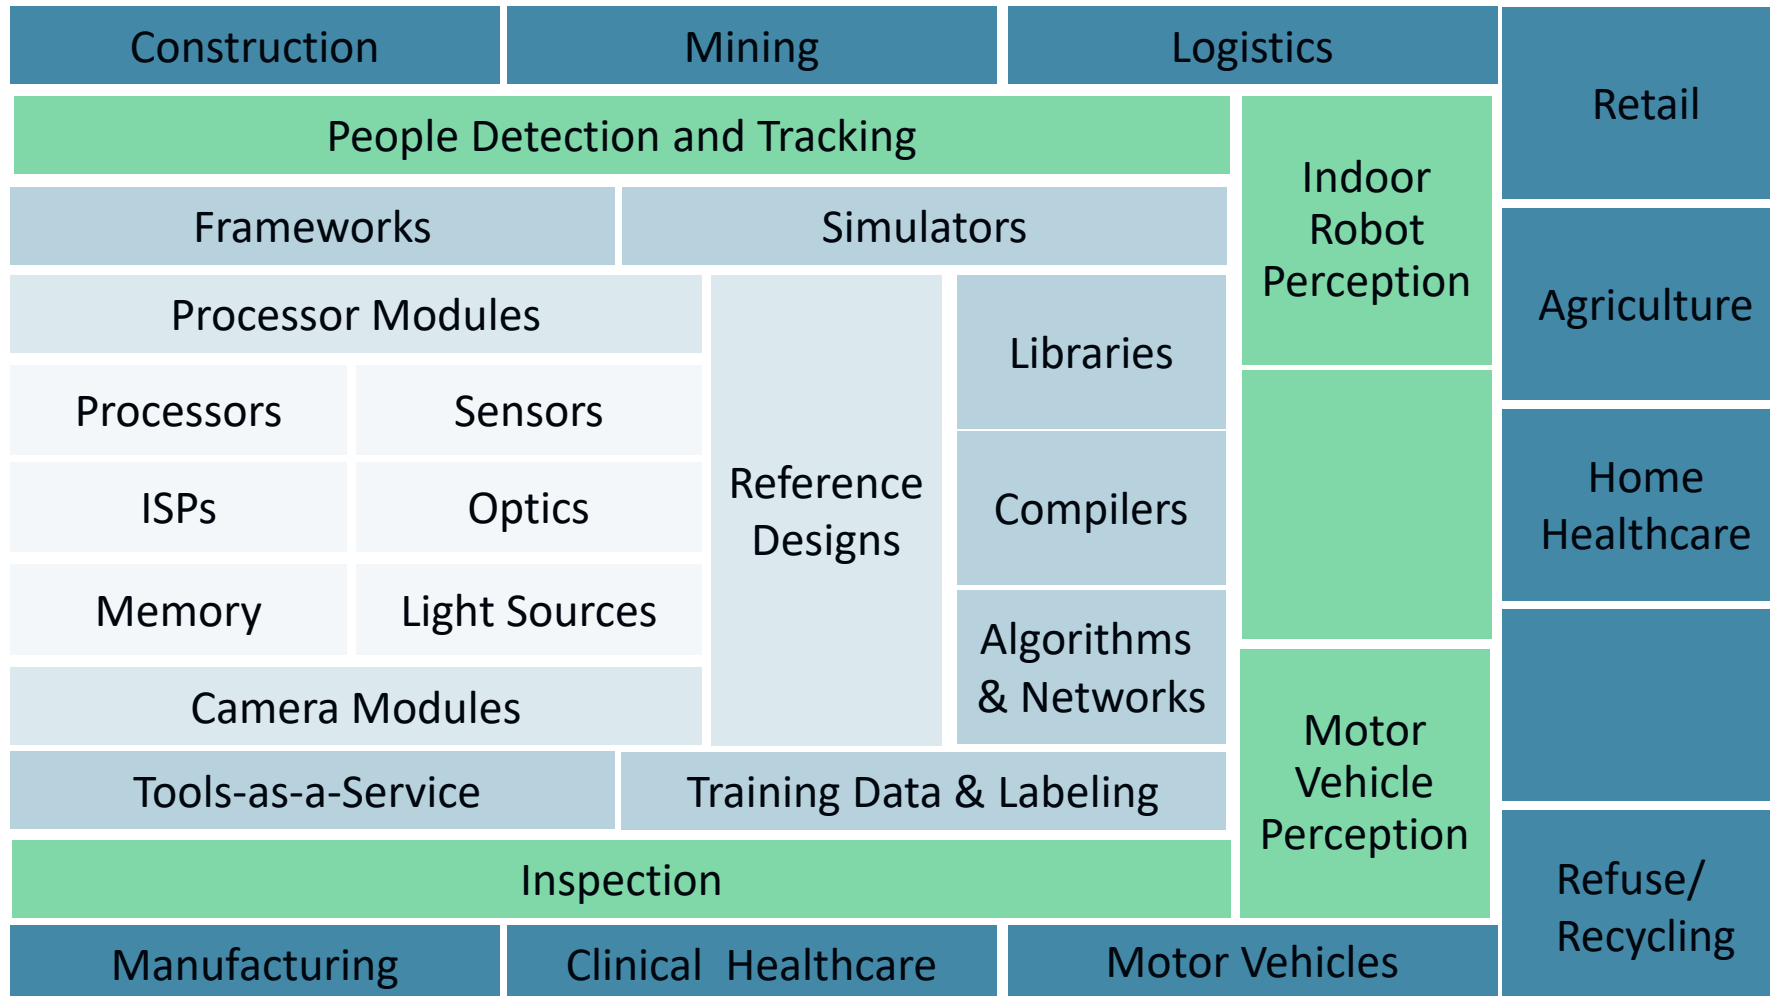 Construction
Mining
Logistics
Retail
People Detection and Tracking
Indoor
Robot
Perception
Frameworks
Simulators
Agriculture
Processor Modules
Reference
Designs
Libraries
Processors
Sensors
ISPs
Optics
Compilers
Home
Healthcare
Memory
Light Sources
Algorithms
& Networks
Camera Modules
Motor
Vehicle
Perception
Tools-as-a-Service
Training Data & Labeling
Inspection
Refuse/
Recycling
Manufacturing
Clinical  Healthcare
Motor Vehicles